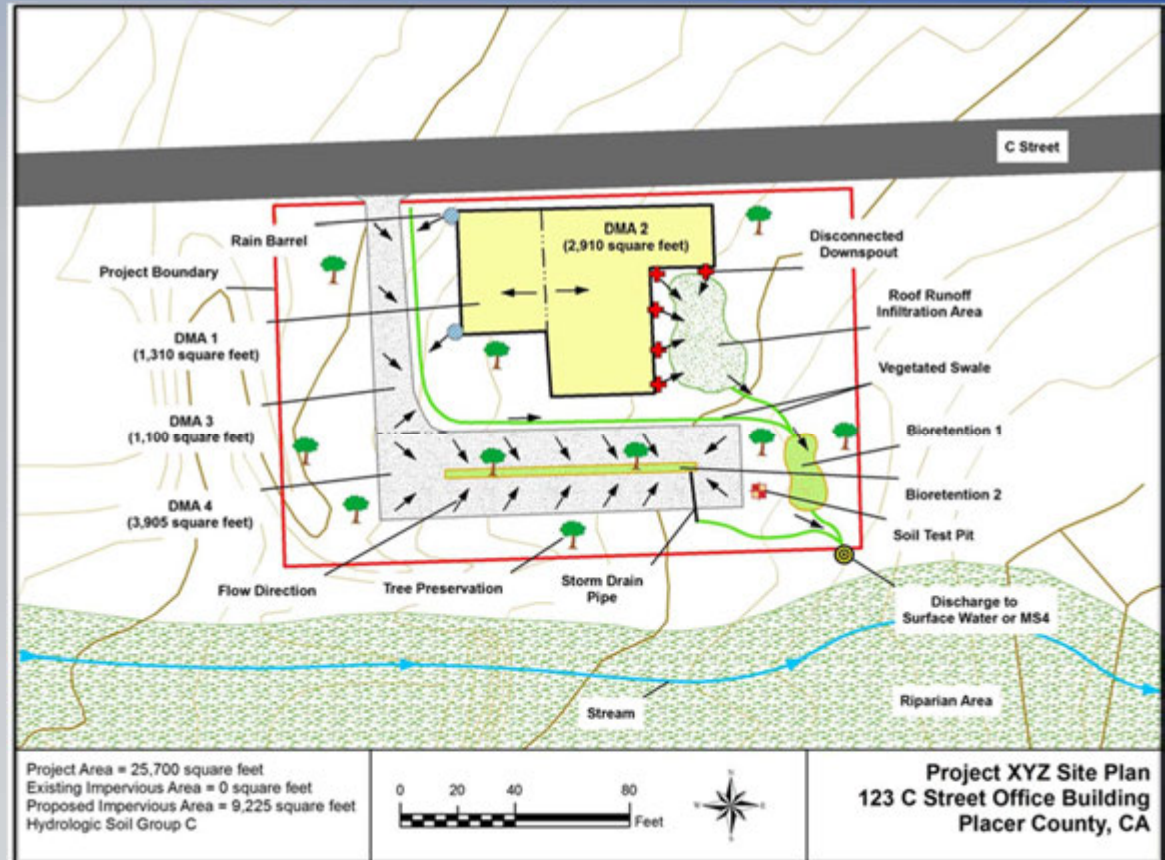 C Street
DMA 2
(2,910 square feet)
Disconnected
Downspout
Rain Barrel
Project Boundary
Roof Runoff
Infiltration Area
DMA 1
(1,310 square feet)
Vegetated Swale
DMA 3
(1,100 square feet)
Bioretention 1
Bioretention 2
DMA 4
(3,905 square feet)
Soil Test Pit
Flow Direction
Tree Preservation
Storm Drain
Pipe
Discharge to
Surface Water or MS4
Stream
Riparian Area
Project Area = 25,700 square feet
Existing Impervious Area = 0 square feet
Proposed Impervious Area = 9,225 square feet
Hydrologic Soil Group C
0 20 40 80
Feet
N
W E
S
Project XYZ Site Plan
123 C Street Office Building
Placer County, CA